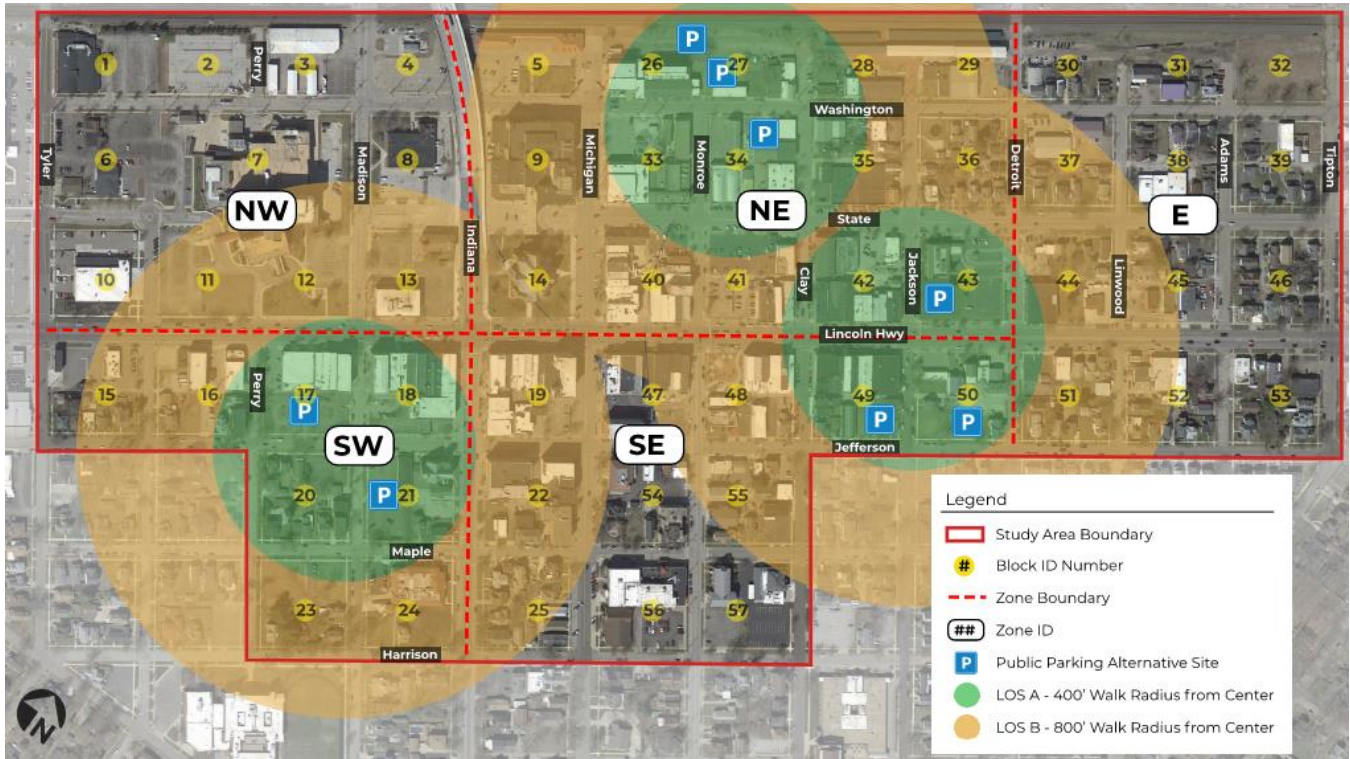 1 2 Perry 3 4 5 26 P 27 P 28 29 30 31 32
Washington
Tyler 6 7 Madison 8 9 Michigan 33 Monroe 34 P 35 36 Detroit 37 38 Adams 39 Tipton
NW NE E
State
Indiana
10 11 12 13 14 40 41 Clay 42 Jackson P 43 44 Linwood 45 46
Lincoln Hwy
15 16 Perry 17 P 18 19 47 48 49 P 50 P 51 52 53
SW SE Jefferson
20 P 21 22 54 55
Maple
23 24 25 56 57
Harrison
N
Legend
Study Area Boundary
# Block ID Number
Zone Boundary
## Zone ID
P Public Parking Alternative Site
LOS A - 400' Walk Radius from Center
LOS B - 800' Walk Radius from Center